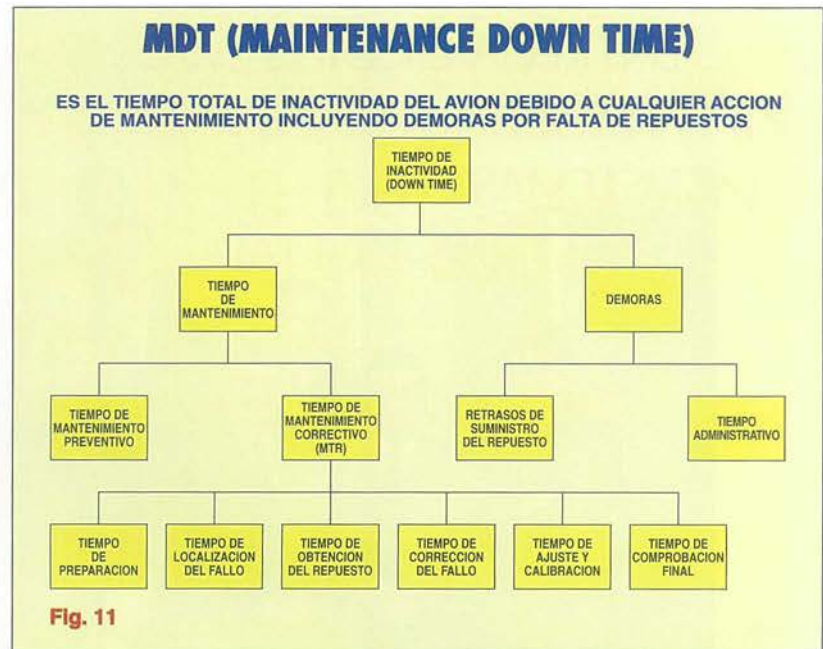 MDT (MAINTENANCE DOWN TIME)
ES EL TIEMPO TOTAL DE INACTIVIDAD DEL AVION DEBIDO A CUALQUIER ACCION
DE MANTENIMIENTO INCLUYENDO DEMORAS POR FALTA DE REPUESTOS
TIEMPO DE
INACTIVIDAD
(DOWN TIME)
TIEMPO
DE
MANTENIMIENTO
DEMORAS
TIEMPO DE
MANTENIMIENTO
PREVENTIVO
TIEMPO DE
MANTENIMIENTO
CORRECTIVO
(MTR)
RETRASOS DE
SUMINISTRO
DEL REPUESTO
TIEMPO
ADMINISTRATIVO
TIEMPO
DE
PREPARACION
TIEMPO DE
LOCALIZACION
DEL FALLO
TIEMPO DE
OBTENCION
DEL REPUESTO
TIEMPO DE
CORRECCION
DEL FALLO
TIEMPO DE
AJUSTE Y
CALIBRACION
TIEMPO DE
COMPROBACION
FINAL
Fig. 11